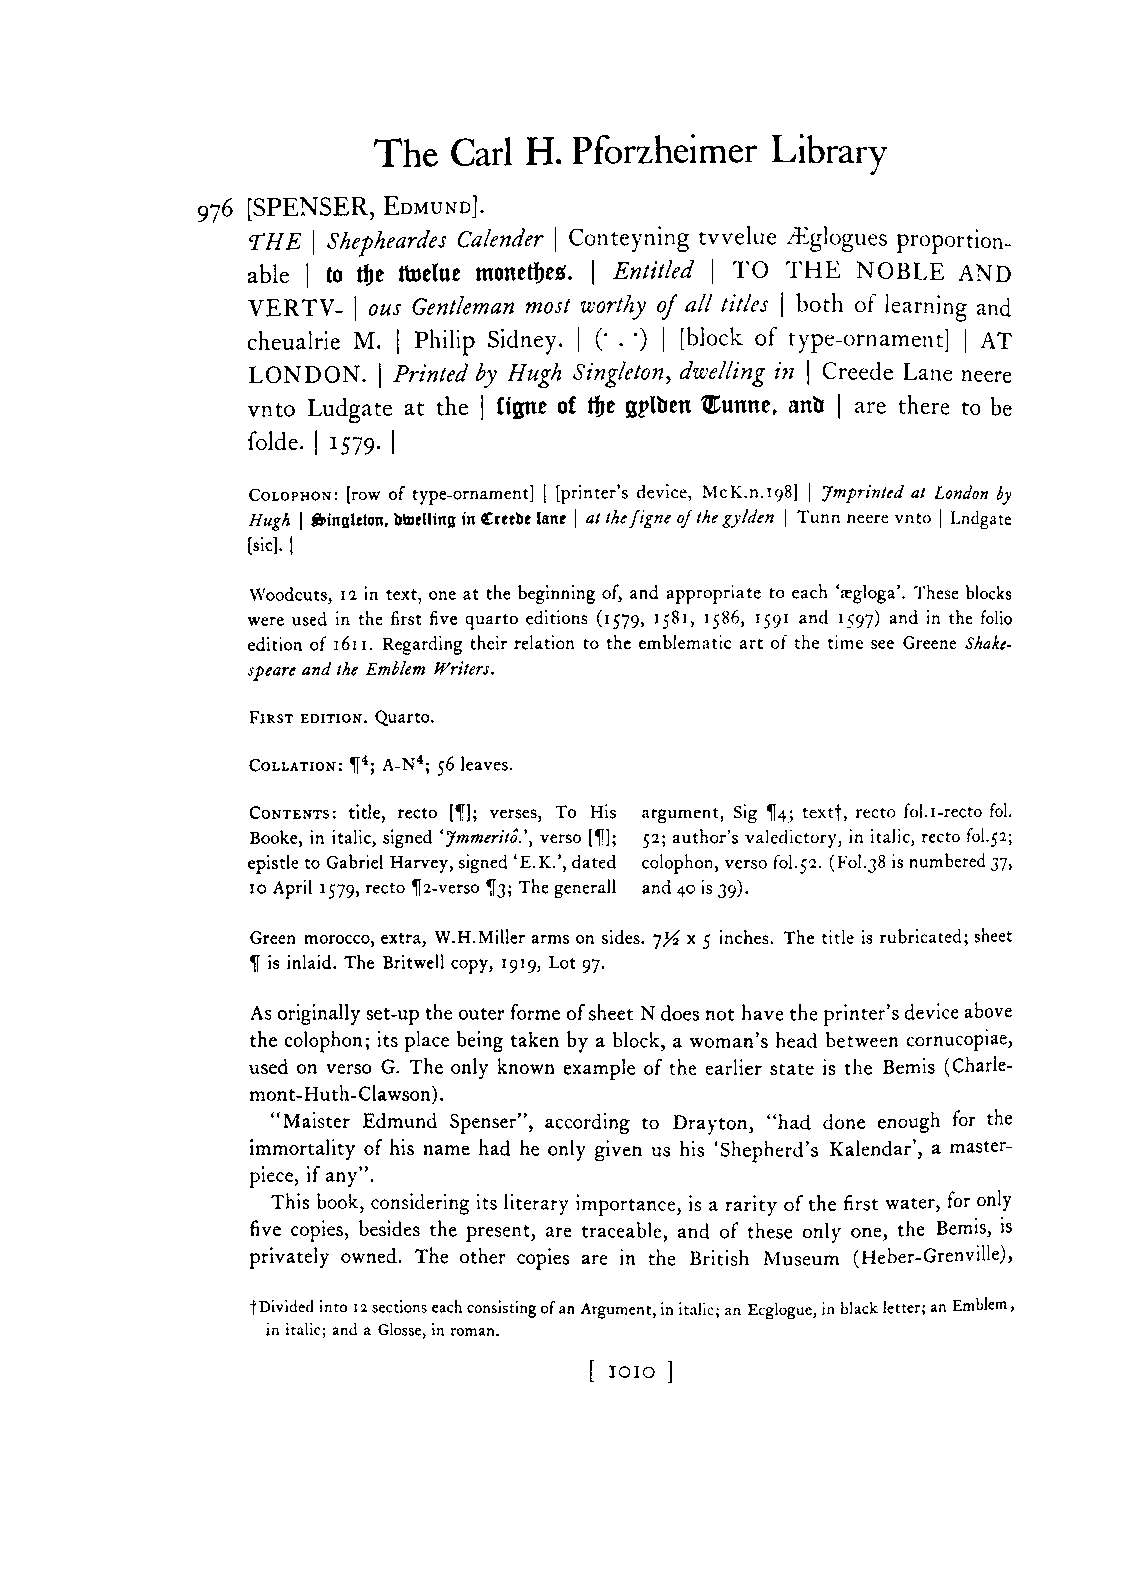 The Carl H. Pforzheimer Library
976 [SPENSER, EDMUND].
THE | Shepheardes Calender | Conteyning tvvelue Æglogues proportion-
able | to the twelue monethes. | Entitled | TO THE NOBLE AND
VERTV- | ous Gentleman most worthy of all titles | both of learning and
cheualrie M. | Philip Sidney. | (· . ·) | [block of type-ornament] | AT
LONDON. | Printed by Hugh Singleton, dwelling in | Creede Lane neere
vnto Ludgate at the | ſigne of the gylden Tunne, and | are there to be
ſolde. | 1579. |
COLOPHON: [row of type-ornament] | [printer's device, McK.n.198] | Jmprinted at London by
Hugh | Singleton, dwelling in Creede lane | at the ſigne of the gylden | Tunn neere vnto | Lndgate
[sic]. |
Woodcuts, 12 in text, one at the beginning of, and appropriate to each 'ægloga'. These blocks
were used in the first five quarto editions (1579, 1581, 1586, 1591 and 1597) and in the folio
edition of 1611. Regarding their relation to the emblematic art of the time see Greene Shake-
speare and the Emblem Writers.
FIRST EDITION. Quarto.
COLLATION: ¶⁴; A-N⁴; 56 leaves.
CONTENTS: title, recto [¶]; verses, To His
Booke, in italic, signed 'Jmmeritô.', verso [¶];
epistle to Gabriel Harvey, signed 'E.K.', dated
10 April 1579, recto ¶2-verso ¶3; The generall
argument, Sig ¶4; text†, recto fol.1-recto fol.
52; author's valedictory, in italic, recto fol.52;
colophon, verso fol.52. (Fol.38 is numbered 37,
and 40 is 39).
Green morocco, extra, W.H.Miller arms on sides. 7½ x 5 inches. The title is rubricated; sheet
¶ is inlaid. The Britwell copy, 1919, Lot 97.
As originally set-up the outer forme of sheet N does not have the printer's device above
the colophon; its place being taken by a block, a woman's head between cornucopiae,
used on verso G. The only known example of the earlier state is the Bemis (Charle-
mont-Huth-Clawson).
"Maister Edmund Spenser", according to Drayton, "had done enough for the
immortality of his name had he only given us his 'Shepherd's Kalendar', a master-
piece, if any".
This book, considering its literary importance, is a rarity of the first water, for only
five copies, besides the present, are traceable, and of these only one, the Bemis, is
privately owned. The other copies are in the British Museum (Heber-Grenville),
†Divided into 12 sections each consisting of an Argument, in italic; an Ecglogue, in black letter; an Emblem,
in italic; and a Glosse, in roman.
[ 1010 ]